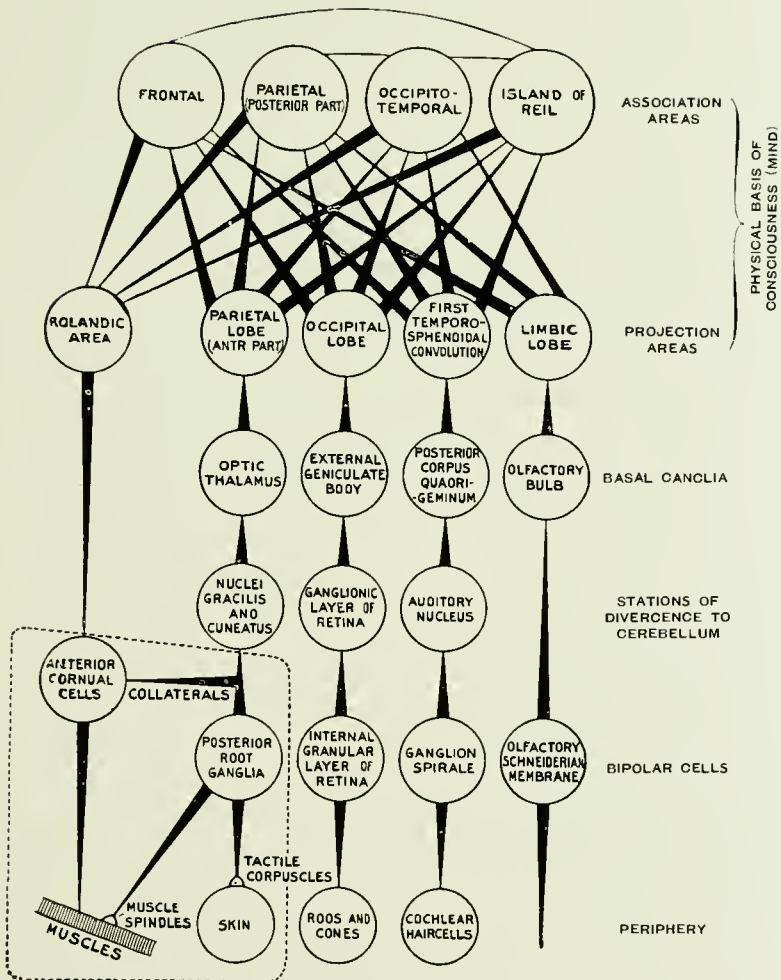 FRONTAL
PARIETAL
(POSTERIOR PART)
OCCIPITO-
TEMPORAL
ISLAND OF
REIL
ASSOCIATION
AREAS
PHYSICAL BASIS OF
CONSCIOUSNESS (MIND)
ROLANDIC
AREA
PARIETAL
LOBE
(ANTR PART)
OCCIPITAL
LOBE
FIRST
TEMPORO-
SPHENOIDAL
CONVOLUTION
LIMBIC
LOBE
PROJECTION
AREAS
OPTIC
THALAMUS
EXTERNAL
GENICULATE
BODY
POSTERIOR
CORPUS
QUADRI-
-GEMINUM
OLFACTORY
BULB
BASAL GANGLIA
NUCLEI
GRACILIS
AND
CUNEATUS
GANGLIONIC
LAYER OF
RETINA
AUDITORY
NUCLEUS
STATIONS OF
DIVERGENCE TO
CEREBELLUM
ANTERIOR
CORNUAL
CELLS
COLLATERALS
POSTERIOR
ROOT
GANGLIA
INTERNAL
GRANULAR
LAYER OF
RETINA
GANGLION
SPIRALE
OLFACTORY
SCHNEIDERIAN
MEMBRANE
BIPOLAR CELLS
TACTILE
CORPUSCLES
MUSCLE
SPINDLES
MUSCLES
SKIN
RODS AND
CONES
COCHLEAR
HAIRCELLS
PERIPHERY